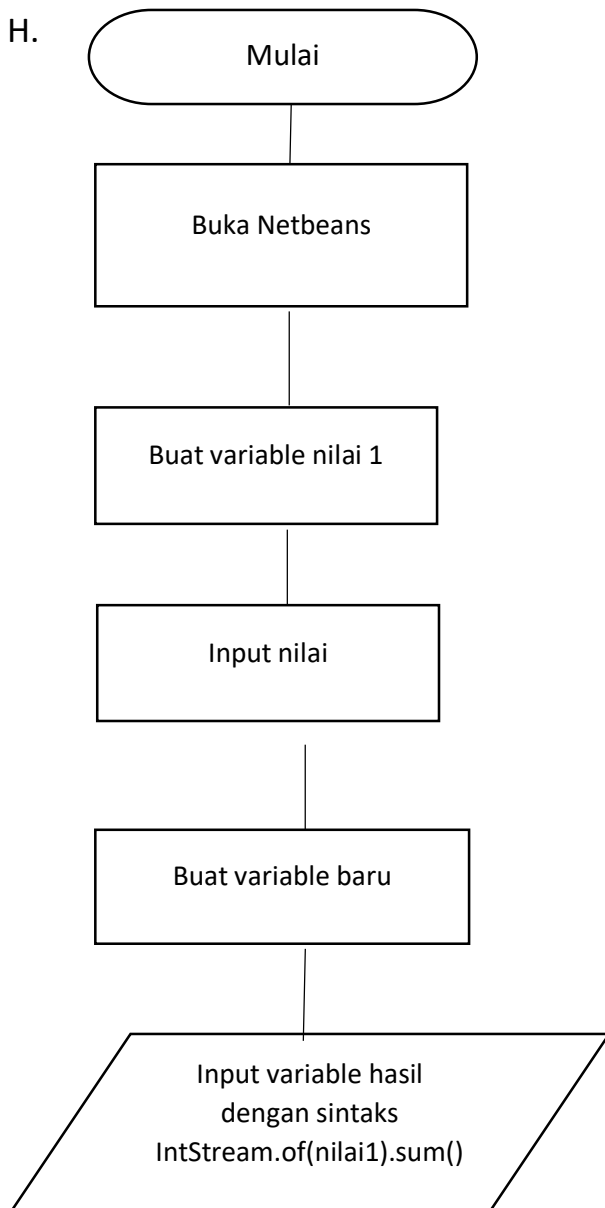 H.
Mulai
Buka Netbeans
Buat variable nilai 1
Input nilai
Buat variable baru
Input variable hasil
dengan sintaks
IntStream.of(nilai1).sum()